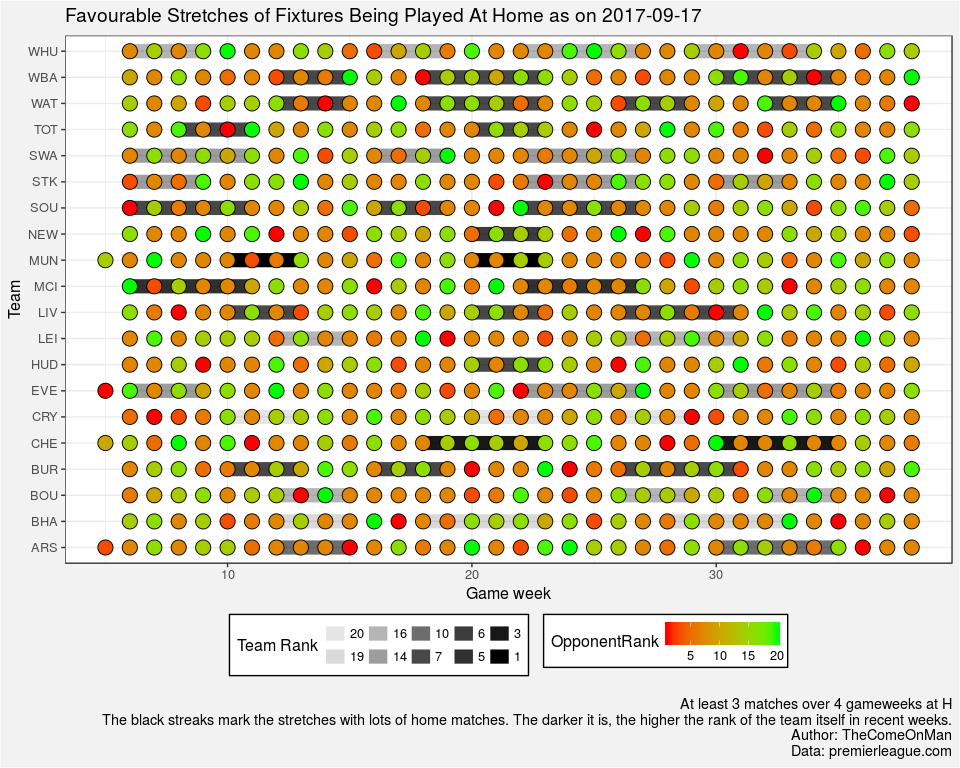 Favourable Stretches of Fixtures Being Played At Home as on 2017-09-17
Team
WHU
WBA
WAT
TOT
SWA
STK
SOU
NEW
MUN
MCI
LIV
LEI
HUD
EVE
CRY
CHE
BUR
BOU
BHA
ARS
10 20 30
Game week
Team Rank
20 16 10 6 3
19 14 7 5 1
OpponentRank
5 10 15 20
At least 3 matches over 4 gameweeks at H
The black streaks mark the stretches with lots of home matches. The darker it is, the higher the rank of the team itself in recent weeks.
Author: TheComeOnMan
Data: premierleague.com